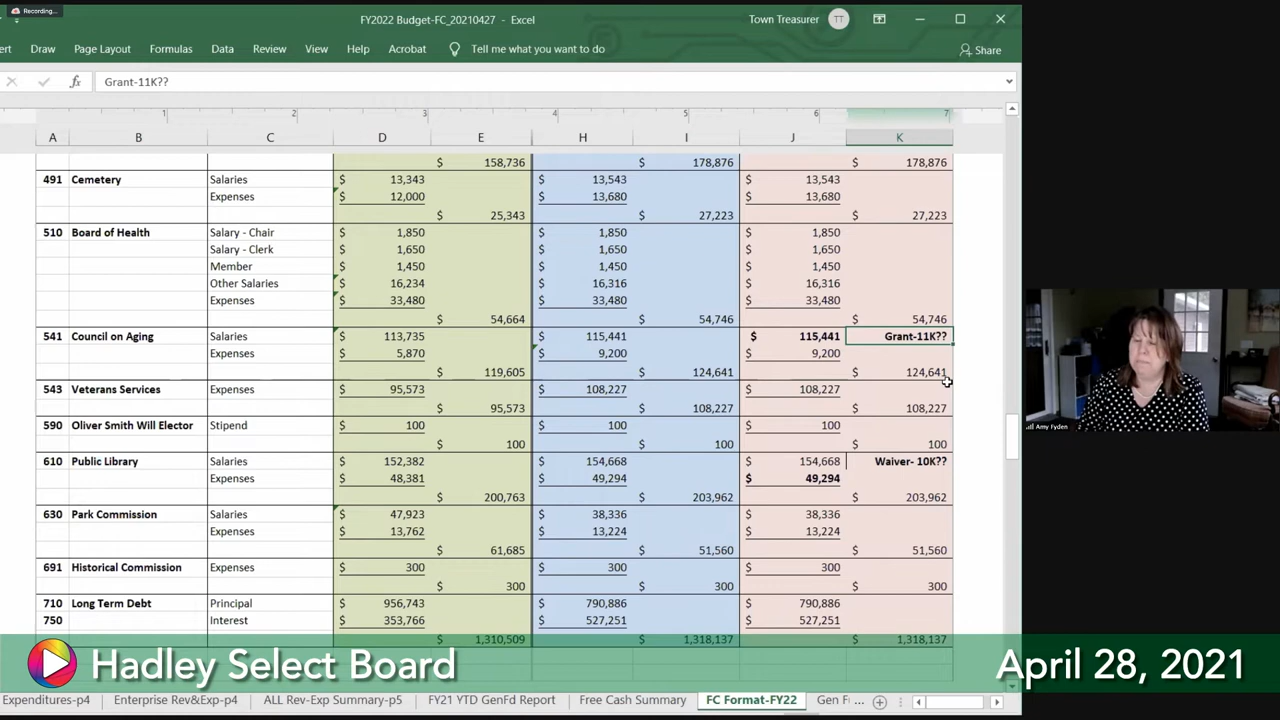 Recording...
FY2022 Budget-FC_20210427 - Excel
Town Treasurer TT
Draw Page Layout Formulas Data Review View Help Acrobat Tell me what you want to do
Share
fx Grant-11K??
1 2 3 4 5 6 7
A B C D E H I J K
$ 158,736 $ 178,876 $ 178,876
491 Cemetery Salaries $ 13,343 $ 13,543 $ 13,543
Expenses $ 12,000 $ 13,680 $ 13,680
$ 25,343 $ 27,223 $ 27,223
510 Board of Health Salary - Chair $ 1,850 $ 1,850 $ 1,850
Salary - Clerk $ 1,650 $ 1,650 $ 1,650
Member $ 1,450 $ 1,450 $ 1,450
Other Salaries $ 16,234 $ 16,316 $ 16,316
Expenses $ 33,480 $ 33,480 $ 33,480
$ 54,664 $ 54,746 $ 54,746
541 Council on Aging Salaries $ 113,735 $ 115,441 $ 115,441 Grant-11K??
Expenses $ 5,870 $ 9,200 $ 9,200
$ 119,605 $ 124,641 $ 124,641
543 Veterans Services Expenses $ 95,573 $ 108,227 $ 108,227
$ 95,573 $ 108,227 $ 108,227
590 Oliver Smith Will Elector Stipend $ 100 $ 100 $ 100
$ 100 $ 100 $ 100
610 Public Library Salaries $ 152,382 $ 154,668 $ 154,668 Waiver- 10K??
Expenses $ 48,381 $ 49,294 $ 49,294
$ 200,763 $ 203,962 $ 203,962
630 Park Commission Salaries $ 47,923 $ 38,336 $ 38,336
Expenses $ 13,762 $ 13,224 $ 13,224
$ 61,685 $ 51,560 $ 51,560
691 Historical Commission Expenses $ 300 $ 300 $ 300
$ 300 $ 300 $ 300
710 Long Term Debt Principal $ 956,743 $ 790,886 $ 790,886
750 Interest $ 353,766 $ 527,251 $ 527,251
$ 1,310,509 $ 1,318,137 $ 1,318,137
Amy Fyden
Hadley Select Board April 28, 2021
Expenditures-p4 Enterprise Rev&Exp-p4 ALL Rev-Exp Summary-p5 FY21 YTD GenFd Report Free Cash Summary FC Format-FY22 Gen F ...